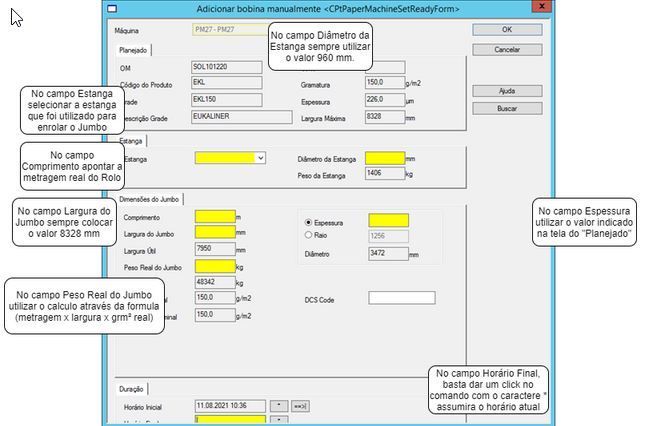 Adicionar bobina manualmente <CPtPaperMachineSetReadyForm>
x
Máquina
PM27 - PM27
OK
Cancelar
Ajuda
Buscar
No campo Diâmetro da
Estanga sempre utilizar
o valor 960 mm.
Planejado
OM
SOL101220
Código do Produto
EKL
Gramatura
150,0
g/m2
rade
EKL150
Espessura
226,0
µm
escrição Grade
EUKALINER
Largura Máxima
8328
mm
No campo Estanga
selecionar a estanga
que foi utilizado para
enrolar o Jumbo
Estanga
Estanga
Diâmetro da Estanga
mm
Peso da Estanga
1406
kg
No campo
Comprimento apontar a
metragem real do Rolo
Dimensões do Jumbo
Comprimento
m
Espessura
Largura do Jumbo
mm
Raio
1256
Largura Útil
7950
mm
Diâmetro
3472
mm
Peso Real do Jumbo
kg
48342
kg
al
150,0
g/m2
DCS Code
minal
150,0
g/m2
No campo Largura do
Jumbo sempre colocar
o valor 8328 mm
No campo Espessura
utilizar o valor indicado
na tela do "Planejado"
No campo Peso Real do Jumbo
utilizar o calculo através da formula
(metragem x largura x grm³ real)
No campo Horário Final,
basta dar um click no
comando com o caractere *
assumira o horário atual
Duração
Horário Inicial
11.08.2021 10:36
*
==>|